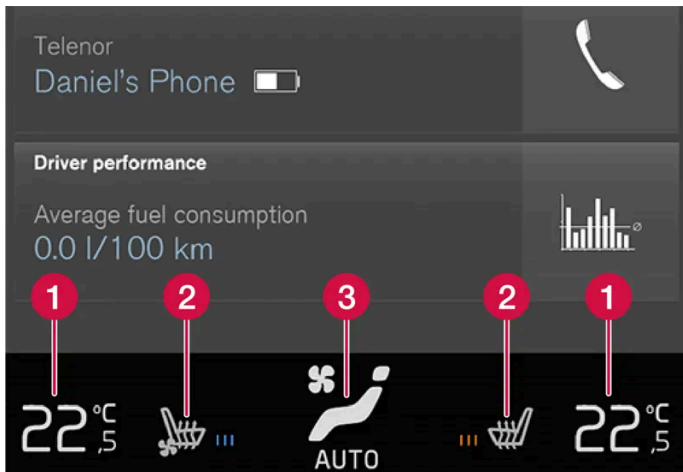 Telenor
Daniel's Phone
Driver performance
Average fuel consumption
0.0 l/100 km
1 2 3 2 1
22,5 °C 22,5 °C
AUTO